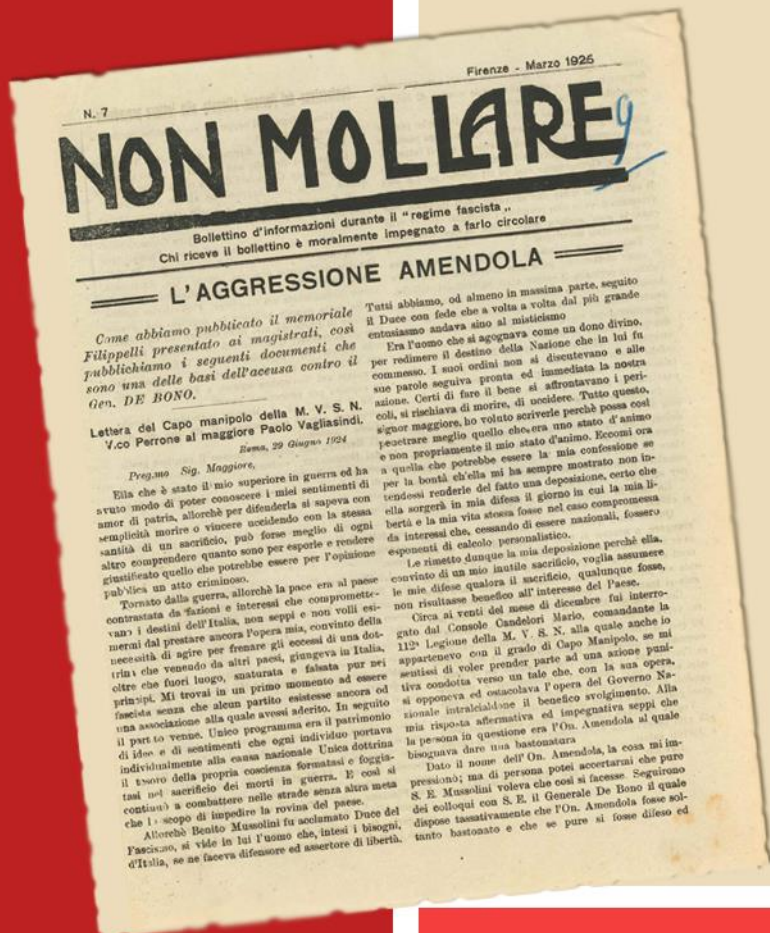 Firenze - Marzo 1925
N. 7
NON MOLLARE
9
Bollettino d'informazioni durante il "regime fascista „
Chi riceve il bollettino è moralmente impegnato a farlo circolare
L'AGGRESSIONE AMENDOLA
Come abbiamo pubblicato il memoriale
Filippelli presentato ai magistrati, così
pubblichiamo i seguenti documenti che
sono una delle basi dell'accusa contro il
Gen. DE BONO.
Lettera del Capo manipolo della M. V. S. N.
V.co Perrone al maggiore Paolo Vagliasindi.
Roma, 29 Giugno 1924
Preg.mo Sig. Maggiore,
Ella che è stato il mio superiore in guerra ed ha
avuto modo di poter conoscere i miei sentimenti di
amor di patria, allorchè per difenderla si sapeva con
semplicità morire o vincere uccidendo con la stessa
santità di un sacrificio, può forse meglio di ogni
altro comprendere quanto sono per esporle e rendere
giustificato quello che potrebbe essere per l'opinione
pubblica un atto criminoso.
Tornato dalla guerra, allorchè la pace era al paese
contrastata da fazioni e interessi che compromette-
vano i destini dell'Italia, non seppi e non volli esi-
mermi dal prestare ancora l'opera mia, convinto della
necessità di agire per frenare gli eccessi di una dot-
trina che venendo da altri paesi, giungeva in Italia,
oltre che fuori luogo, snaturata e falsata pur nei
principi. Mi trovai in un primo momento ad essere
fascista senza che alcun partito esistesse ancora od
una associazione alla quale avessi aderito. In seguito
il partito venne. Unico programma era il patrimonio
di idee e di sentimenti che ogni individuo portava
individualmente alla causa nazionale Unica dottrina
il tesoro della propria coscienza formatasi e foggia-
tasi nel sacrificio dei morti in guerra. E così si
continuò a combattere nelle strade senza altra meta
che lo scopo di impedire la rovina del paese.
Allorchè Benito Mussolini fu acclamato Duce del
Fascismo, si vide in lui l'uomo che, intesi i bisogni,
d'Italia, se ne faceva difensore ed assertore di libertà.
Tutti abbiamo, od almeno in massima parte, seguito
il Duce con fede che a volta a volta dal più grande
entusiasmo andava sino al misticismo
Era l'uomo che si agognava come un dono divino,
per redimere il destino della Nazione che in lui fu
commesso. I suoi ordini non si discutevano e alle
sue parole seguiva pronta ed immediata la nostra
azione. Certi di fare il bene si affrontavano i peri-
coli, si rischiava di morire, di uccidere. Tutto questo,
signor maggiore, ho voluto scriverle perchè possa così
penetrare meglio quello che era uno stato d'animo
e non propriamente il mio stato d'animo. Eccomi ora
a quella che potrebbe essere la mia confessione se
per la bontà ch'ella mi ha sempre mostrato non in-
tendessi renderle del fatto una deposizione, certo che
ella sorgerà in mia difesa il giorno in cui la mia li-
bertà e la mia vita stessa fosse nel caso compromessa
da interessi che, cessando di essere nazionali, fossero
esponenti di calcolo personalistico.
Le rimetto dunque la mia deposizione perchè ella,
convinto di un mio inutile sacrificio, voglia assumere
le mie difese qualora il sacrificio, qualunque fosse,
non risultasse benefico all'interesse del Paese.
Circa ai venti del mese di dicembre fui interro-
gato dal Console Candelori Mario, comandante la
112ª Legione della M. V. S. N. alla quale anche io
appartenevo con il grado di Capo Manipolo, se mi
sentissi di voler prender parte ad una azione puni-
tiva condotta verso un tale che, con la sua opera,
si opponeva ed ostacolava l'opera del Governo Na-
zionale intralciandone il benefico svolgimento. Alla
mia risposta affermativa ed impegnativa seppi che
la persona in questione era l'On. Amendola al quale
bisognava dare una bastonatura
Dato il nome dell'On. Amendola, la cosa mi im-
pressionò; ma di persona potei accertarmi che pure
S. E. Mussolini voleva che così si facesse. Seguirono
dei colloqui con S. E. il Generale De Bono il quale
dispose tassativamente che l'On. Amendola fosse sol-
tanto bastonato e che se pure si fosse difeso ed